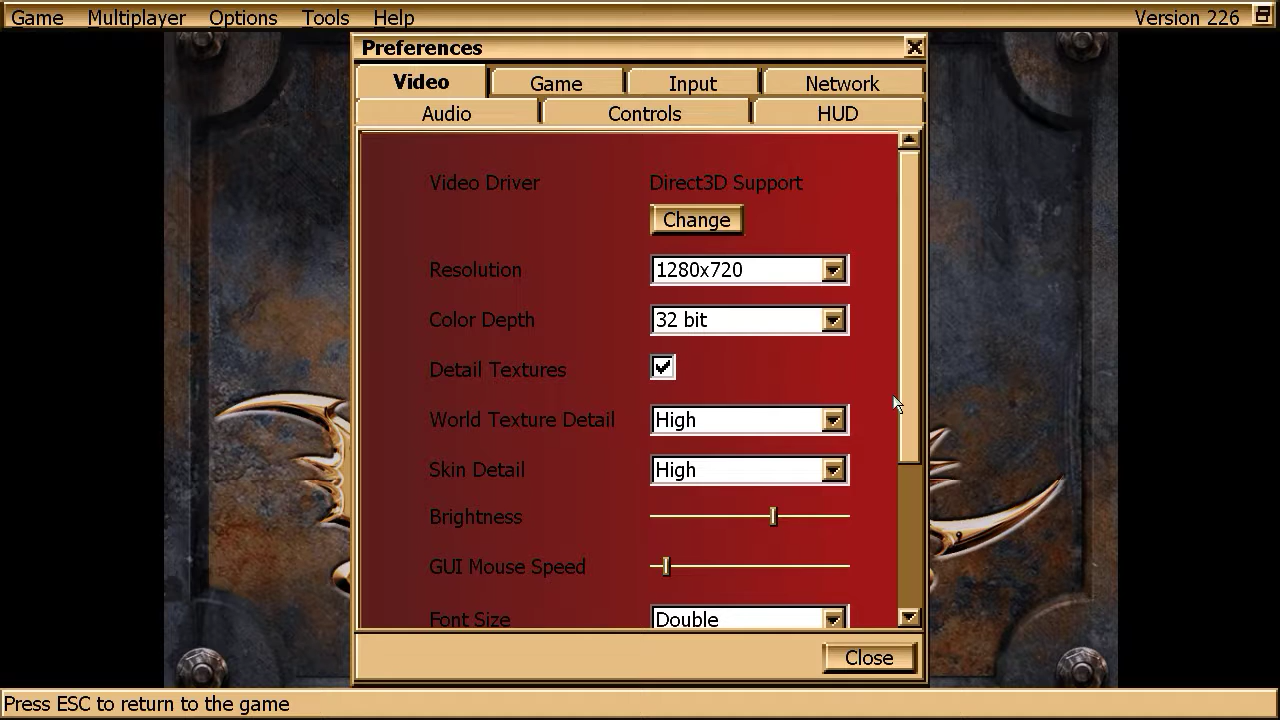 Game Multiplayer Options Tools Help Version 226
Preferences
Video Game Input Network
Audio Controls HUD
Video Driver Direct3D Support
Change
Resolution 1280x720
Color Depth 32 bit
Detail Textures
World Texture Detail High
Skin Detail High
Brightness
GUI Mouse Speed
Font Size Double
Close
Press ESC to return to the game